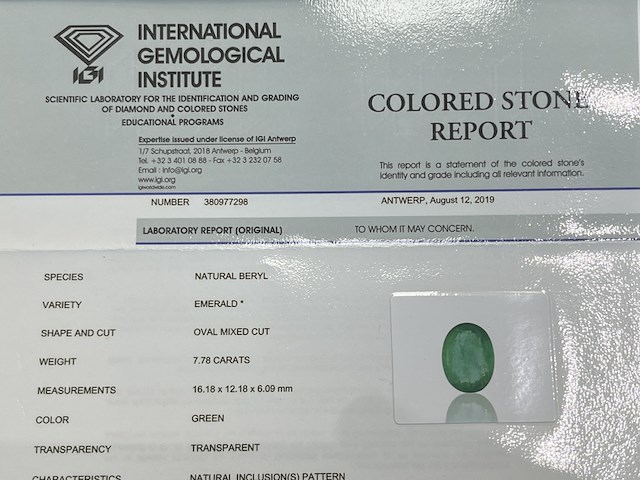 INTERNATIONAL
GEMOLOGICAL
INSTITUTE
IGI
SCIENTIFIC LABORATORY FOR THE IDENTIFICATION AND GRADING
OF DIAMOND AND COLORED STONES
•
EDUCATIONAL PROGRAMS
Expertise issued under license of IGI Antwerp
1/7 Schupstraat, 2018 Antwerp - Belgium
Tel. +32 3 401 08 88 - Fax +32 3 232 07 58
Email : info@igi.org
www.igi.org
igiworldwide.com
COLORED STONE
REPORT
This report is a statement of the colored stone's
identity and grade including all relevant information.
NUMBER 380977298
ANTWERP, August 12, 2019
LABORATORY REPORT (ORIGINAL)
TO WHOM IT MAY CONCERN.
SPECIES NATURAL BERYL
VARIETY EMERALD *
SHAPE AND CUT OVAL MIXED CUT
WEIGHT 7.78 CARATS
MEASUREMENTS 16.18 x 12.18 x 6.09 mm
COLOR GREEN
TRANSPARENCY TRANSPARENT
CHARACTERISTICS NATURAL INCLUSION(S) PATTERN